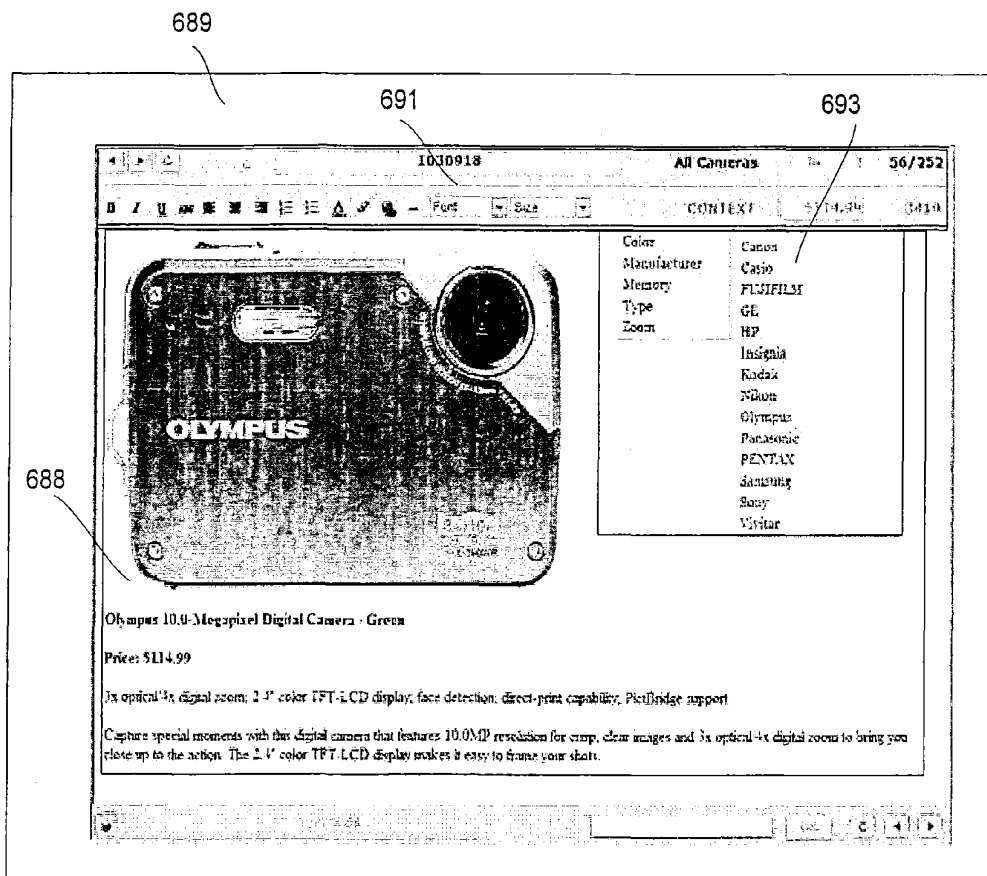 689
691
693
1030918 All Cameras 56/252
B I U Font Size CONTEXT $114.99
Color
Manufacturer
Memory
Type
Zoom
Canon
Casio
FUJIFILM
GE
HP
Insignia
Kodak
Nikon
Olympus
Panasonic
PENTAX
Samsung
Sony
Vivitar
OLYMPUS
688
Olympus 10.0-Megapixel Digital Camera - Green
Price: $114.99
3x optical/4x digital zoom; 2.4" color TFT-LCD display; face detection; direct-print capability; PictBridge support
Capture special moments with this digital camera that features 10.0MP resolution for crisp, clear images and 3x optical/4x digital zoom to bring you
close up to the action. The 2.4" color TFT-LCD display makes it easy to frame your shots.